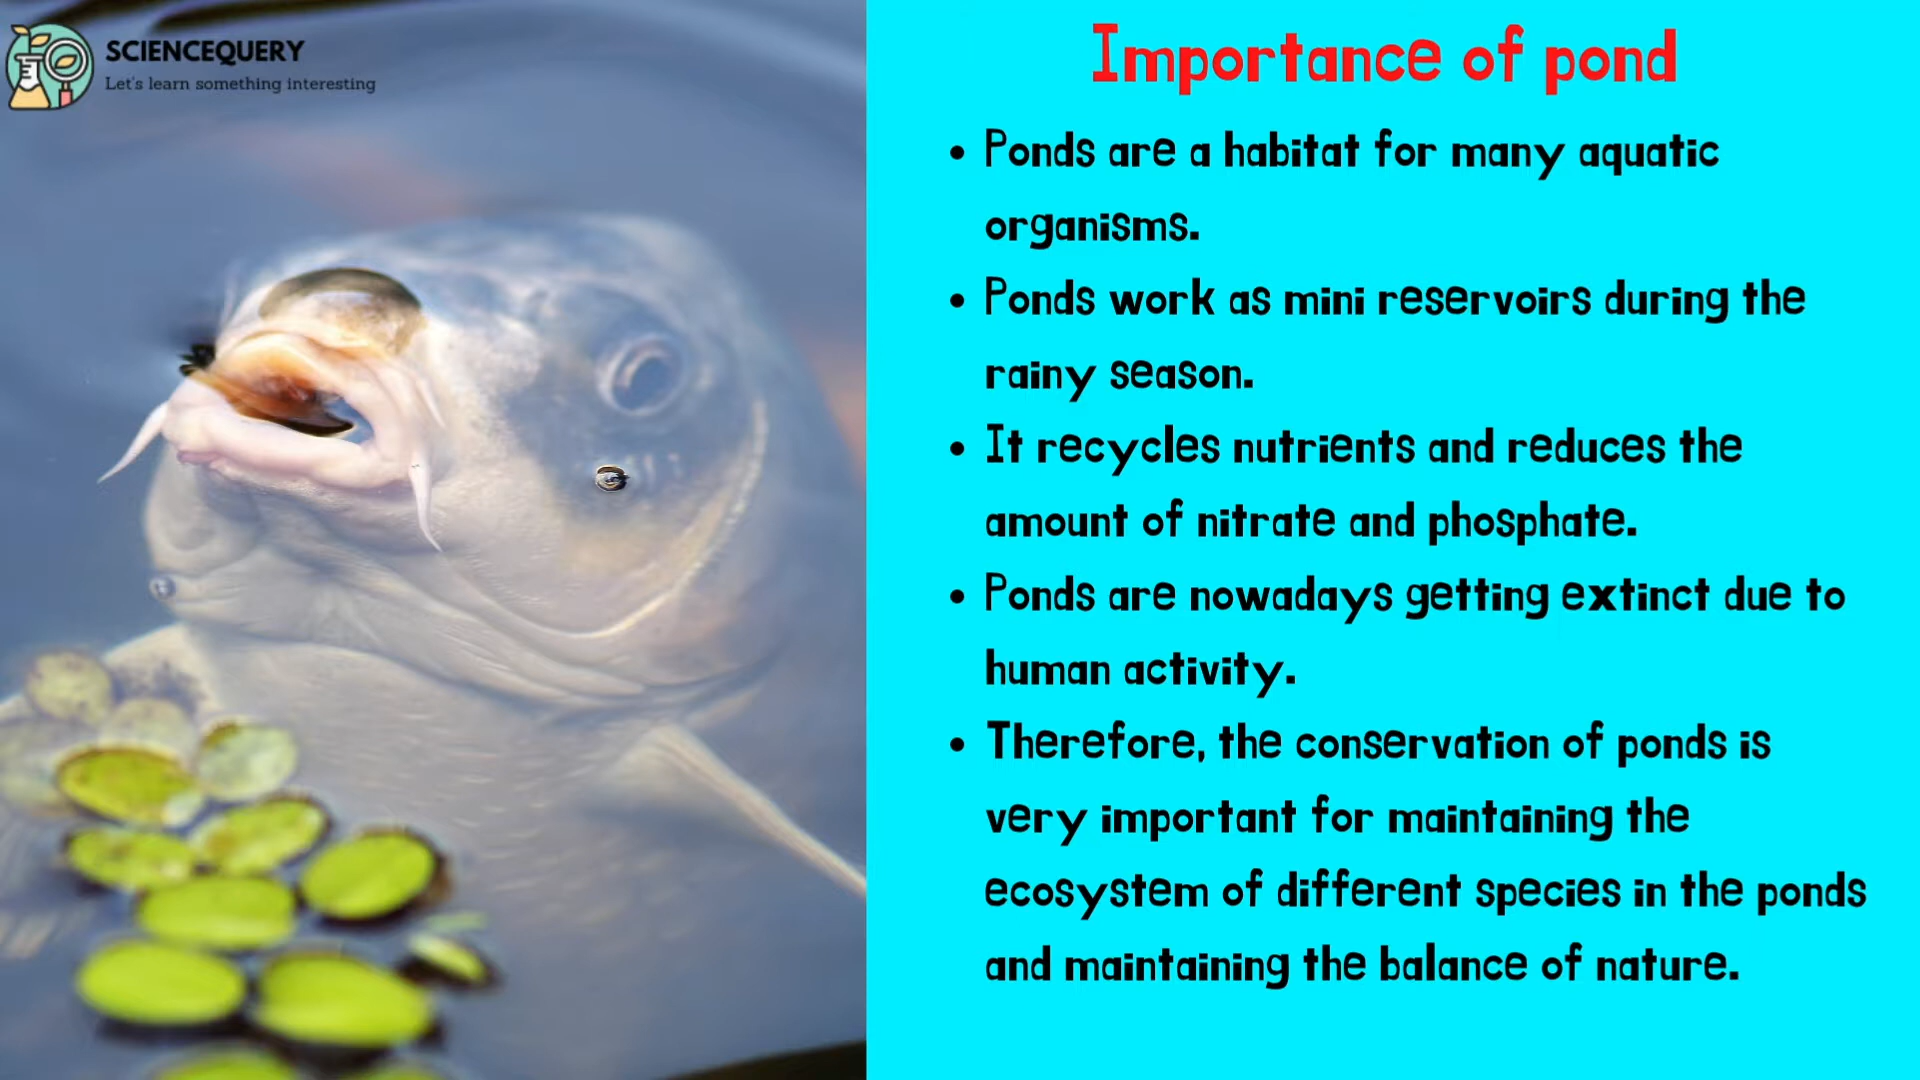 SCIENCEQUERY
Let's learn something interesting
Importance of pond
• Ponds are a habitat for many aquatic
organisms.
• Ponds work as mini reservoirs during the
rainy season.
• It recycles nutrients and reduces the
amount of nitrate and phosphate.
• Ponds are nowadays getting extinct due to
human activity.
• Therefore, the conservation of ponds is
very important for maintaining the
ecosystem of different species in the ponds
and maintaining the balance of nature.